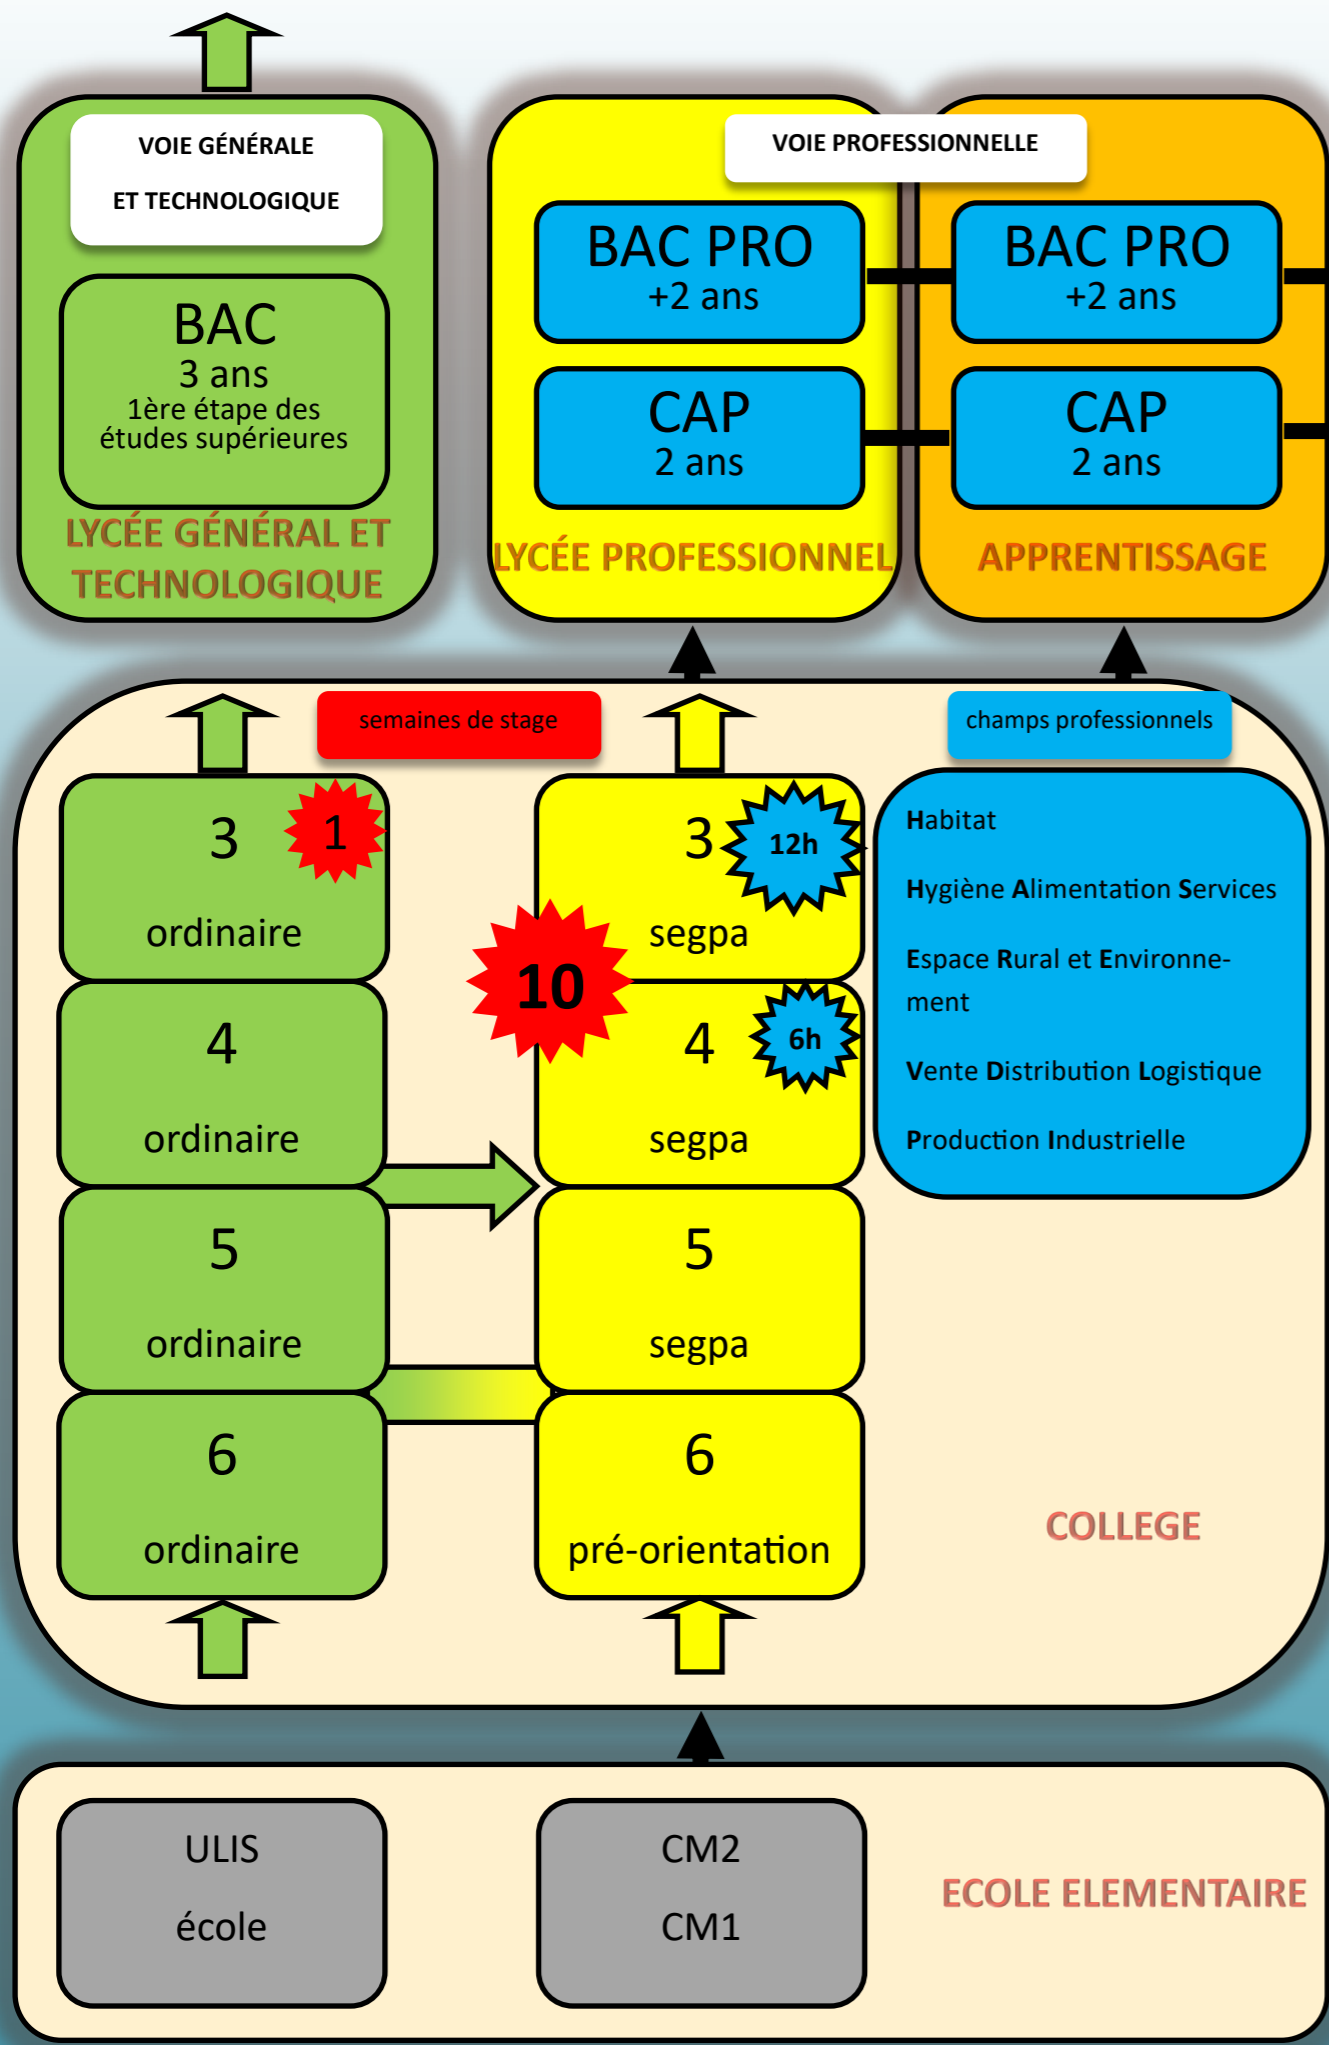 VOIE GÉNÉRALE
ET TECHNOLOGIQUE
BAC
3 ans
1ère étape des
études supérieures
LYCÉE GÉNÉRAL ET
TECHNOLOGIQUE
VOIE PROFESSIONNELLE
BAC PRO
+2 ans
CAP
2 ans
LYCÉE PROFESSIONNEL
BAC PRO
+2 ans
CAP
2 ans
APPRENTISSAGE
semaines de stage
champs professionnels
3
1
ordinaire
4
ordinaire
5
ordinaire
6
ordinaire
10
3
12h
segpa
4
6h
segpa
5
segpa
6
pré-orientation
Habitat
Hygiène Alimentation Services
Espace Rural et Environne-
ment
Vente Distribution Logistique
Production Industrielle
COLLEGE
ULIS
école
CM2
CM1
ECOLE ELEMENTAIRE